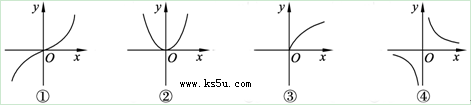 y y y y
O x O x O x O x
www.ks5u.com
① ② ③ ④